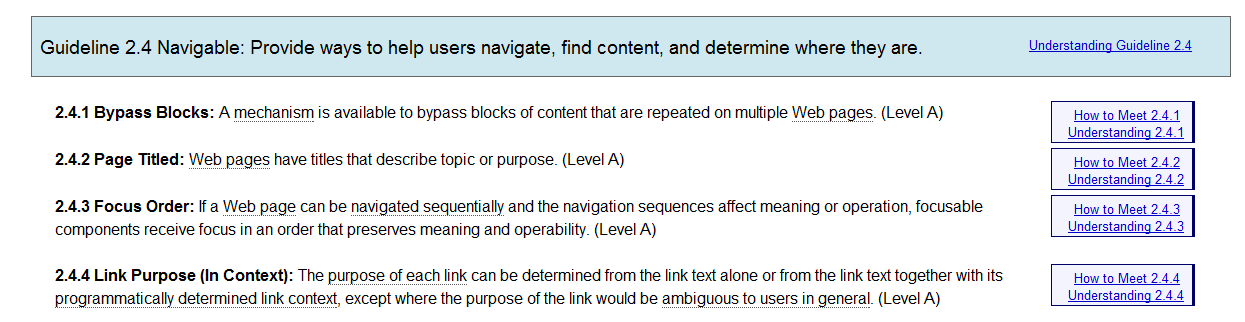 Guideline 2.4 Navigable: Provide ways to help users navigate, find content, and determine where they are.
Understanding Guideline 2.4
2.4.1 Bypass Blocks: A mechanism is available to bypass blocks of content that are repeated on multiple Web pages. (Level A)
How to Meet 2.4.1
Understanding 2.4.1
2.4.2 Page Titled: Web pages have titles that describe topic or purpose. (Level A)
How to Meet 2.4.2
Understanding 2.4.2
2.4.3 Focus Order: If a Web page can be navigated sequentially and the navigation sequences affect meaning or operation, focusable
components receive focus in an order that preserves meaning and operability. (Level A)
How to Meet 2.4.3
Understanding 2.4.3
2.4.4 Link Purpose (In Context): The purpose of each link can be determined from the link text alone or from the link text together with its
programmatically determined link context, except where the purpose of the link would be ambiguous to users in general. (Level A)
How to Meet 2.4.4
Understanding 2.4.4